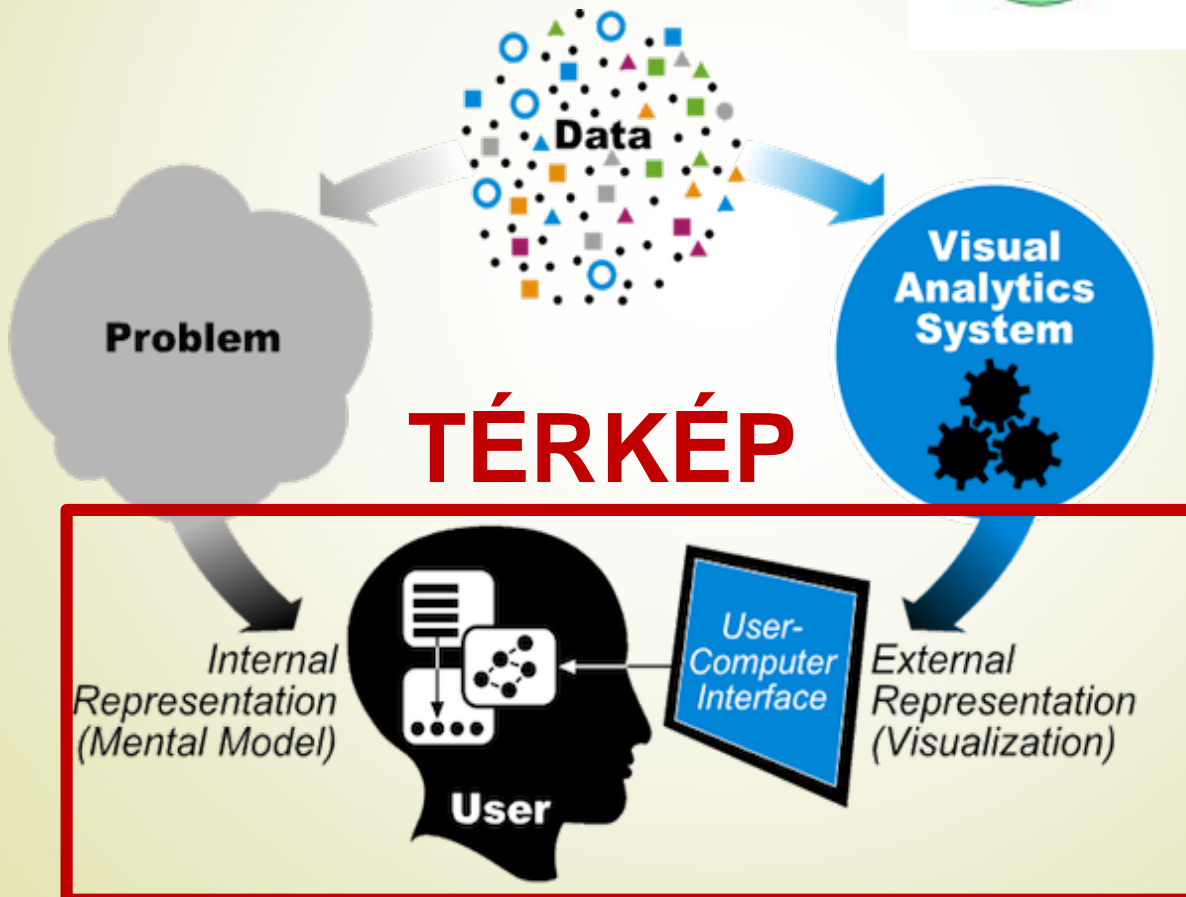 Data
Problem
Visual
Analytics
System
TÉRKÉP
Internal
Representation
(Mental Model)
User
User-
Computer
Interface
External
Representation
(Visualization)